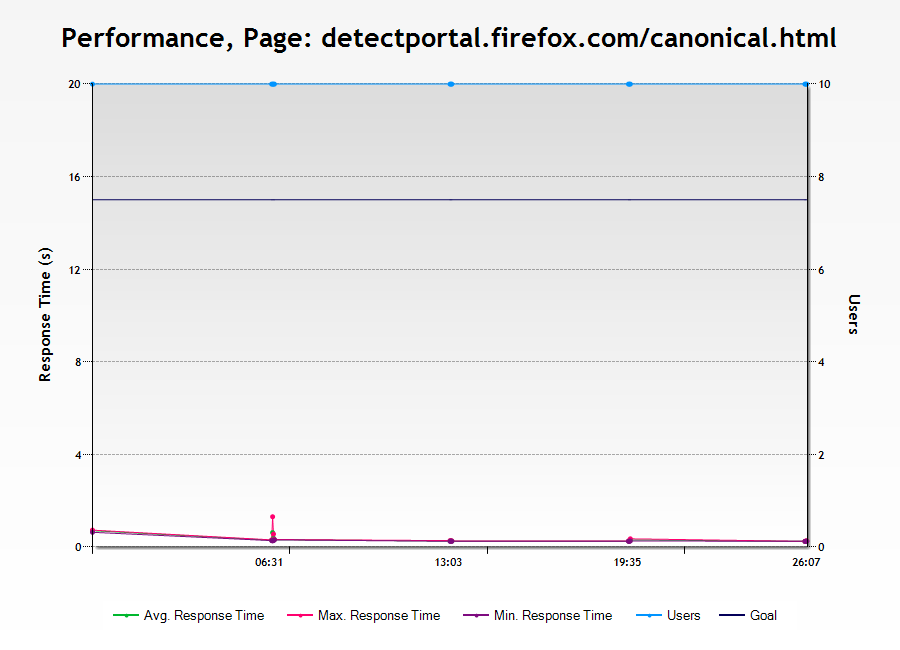 Performance, Page: detectportal.firefox.com/canonical.html
20
16
12
8
4
0
Response Time (s)
10
8
6
4
2
0
Users
06:31 13:03 19:35 26:07
Avg. Response Time Max. Response Time Min. Response Time Users Goal